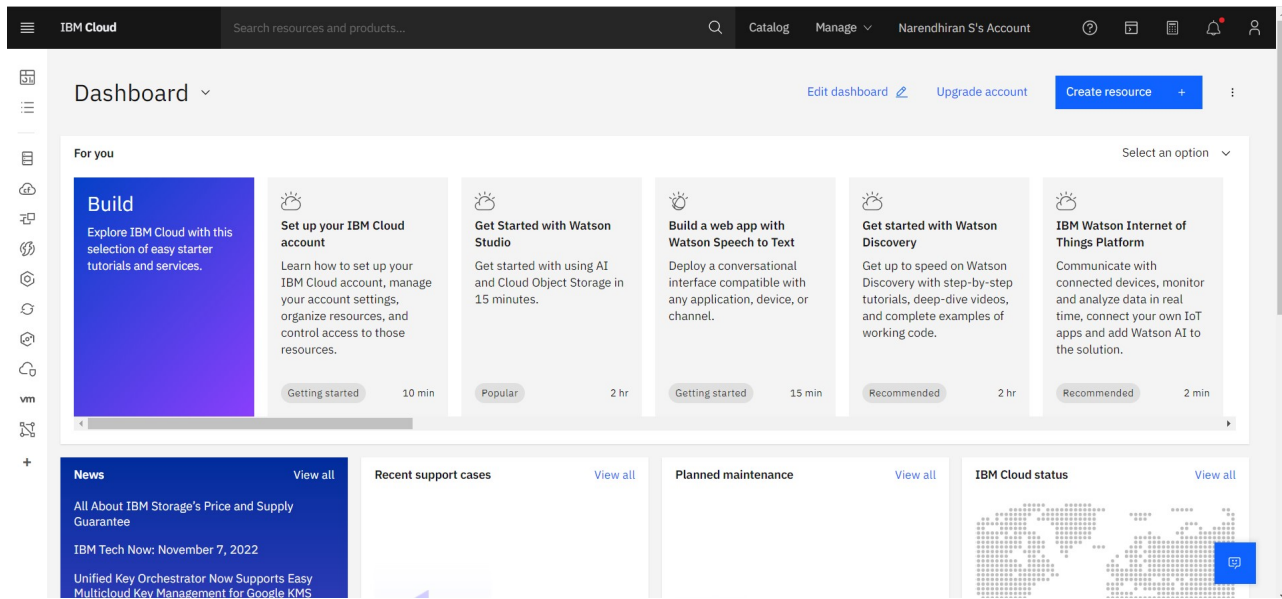 IBM Cloud
Search resources and products...
Catalog
Manage
Narendhiran S's Account
Dashboard
Edit dashboard
Upgrade account
Create resource +
For you
Select an option
Build
Explore IBM Cloud with this
selection of easy starter
tutorials and services.
Set up your IBM Cloud
account
Learn how to set up your
IBM Cloud account, manage
your account settings,
organize resources, and
control access to those
resources.
Getting started
10 min
Get Started with Watson
Studio
Get started with using AI
and Cloud Object Storage in
15 minutes.
Popular
2 hr
Build a web app with
Watson Speech to Text
Deploy a conversational
interface compatible with
any application, device, or
channel.
Getting started
15 min
Get started with Watson
Discovery
Get up to speed on Watson
Discovery with step-by-step
tutorials, deep-dive videos,
and complete examples of
working code.
Recommended
2 hr
IBM Watson Internet of
Things Platform
Communicate with
connected devices, monitor
and analyze data in real
time, connect your own IoT
apps and add Watson AI to
the solution.
Recommended
2 min
vm
News
View all
All About IBM Storage's Price and Supply
Guarantee
IBM Tech Now: November 7, 2022
Unified Key Orchestrator Now Supports Easy
Multicloud Key Management for Google KMS
Recent support cases
View all
Planned maintenance
View all
IBM Cloud status
View all